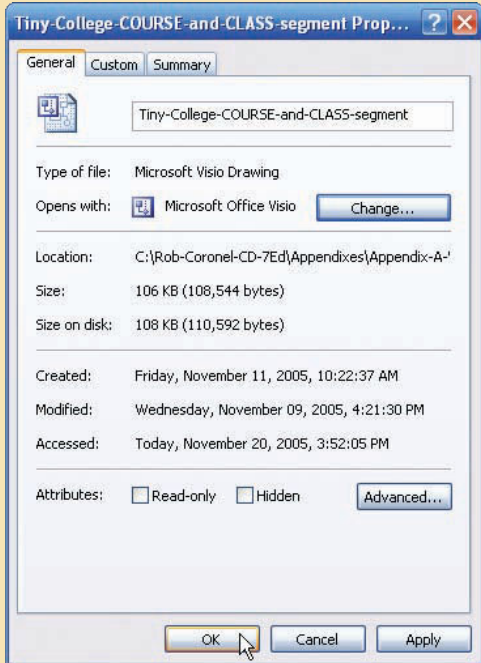 Tiny-College-COURSE-and-CLASS-segment Prop... ?
General Custom Summary
Tiny-College-COURSE-and-CLASS-segment
Type of file: Microsoft Visio Drawing
Opens with: Microsoft Office Visio Change...
Location: C:\Rob-Coronel-CD-7Ed\Appendixes\Appendix-A-
Size: 106 KB (108,544 bytes)
Size on disk: 108 KB (110,592 bytes)
Created: Friday, November 11, 2005, 10:22:37 AM
Modified: Wednesday, November 09, 2005, 4:21:30 PM
Accessed: Today, November 20, 2005, 3:52:05 PM
Attributes: Read-only Hidden Advanced...
OK Cancel Apply